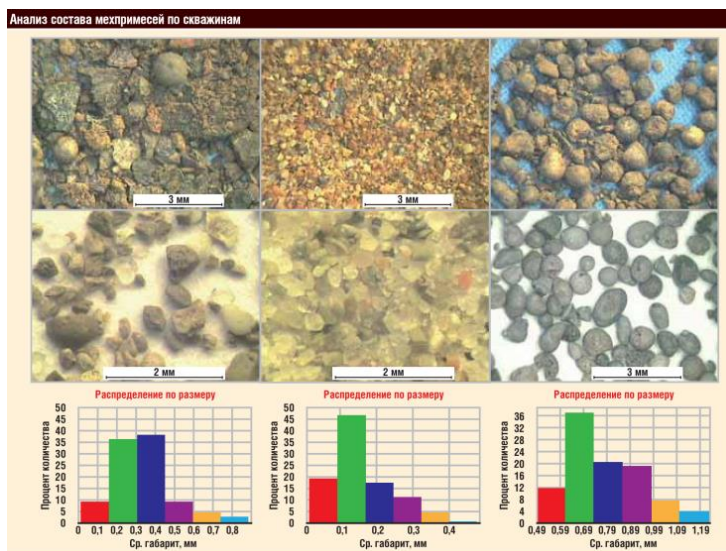 Анализ состава мехпримесей по скважинам
3 мм
3 мм
3 мм
2 мм
2 мм
3 мм
Распределение по размеру
Процент количества
50
45
40
35
30
25
20
15
10
5
0
0 0,1 0,2 0,3 0,4 0,5 0,6 0,7 0,8
Ср. габарит, мм
Распределение по размеру
Процент количества
50
45
40
35
30
25
20
15
10
5
0
0 0,1 0,2 0,3 0,4
Ср. габарит, мм
Распределение по размеру
Процент количества
36
32
28
24
20
16
12
8
4
0
0,49 0,59 0,69 0,79 0,89 0,99 1,09 1,19
Ср. габарит, мм